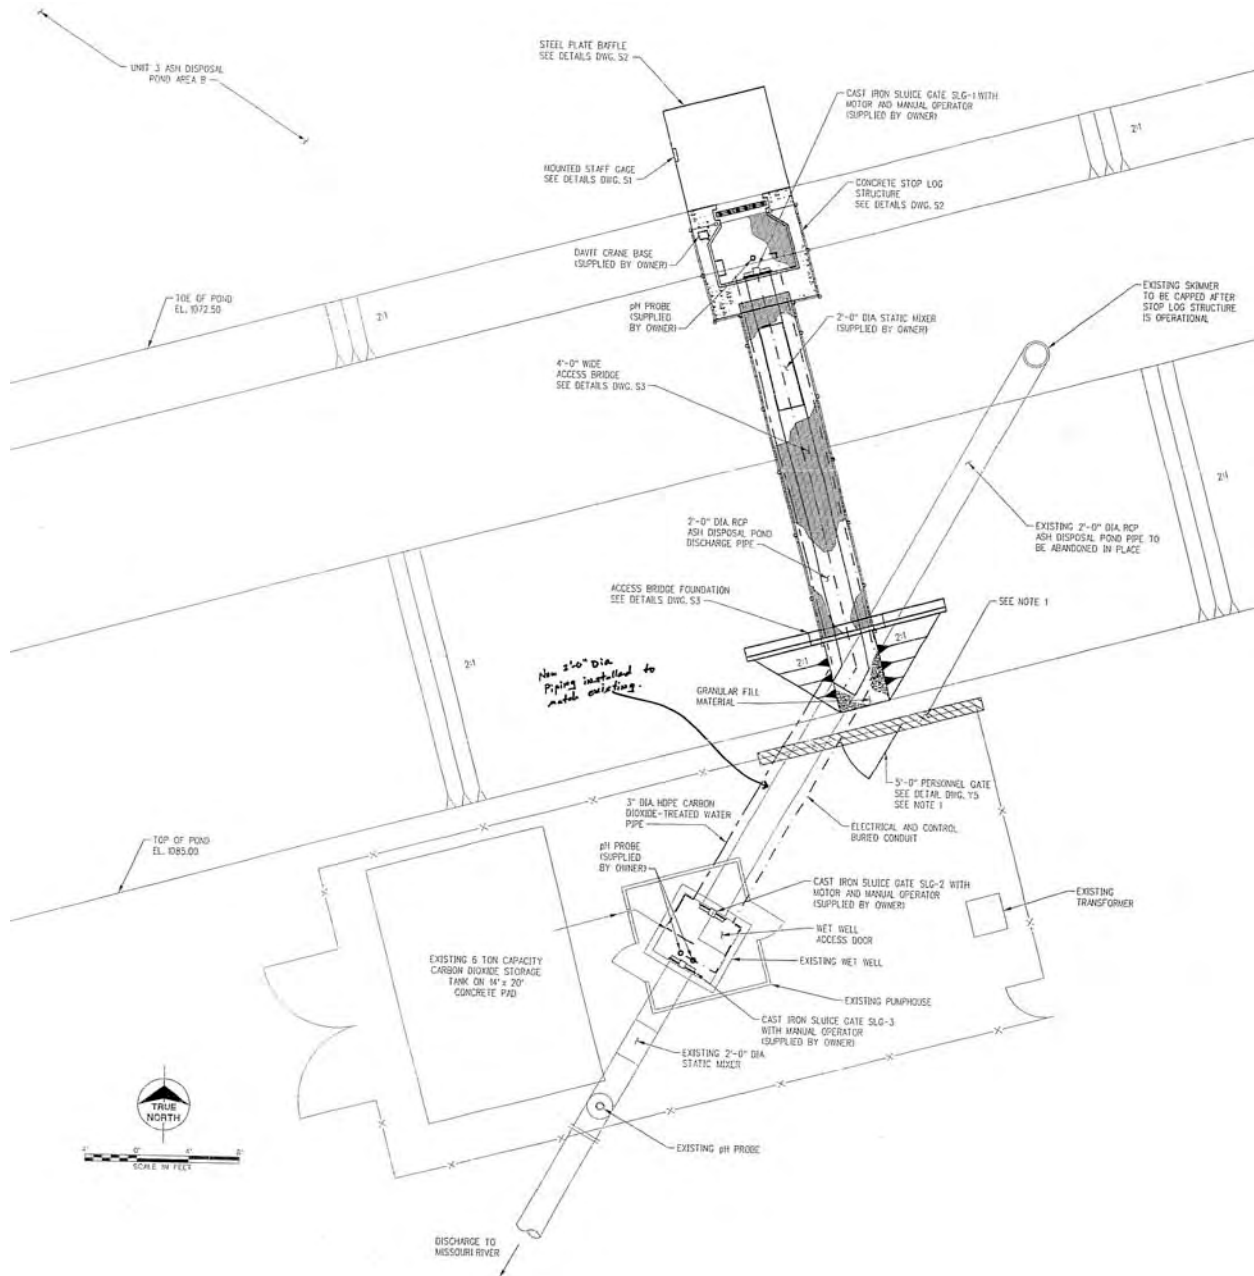 STEEL PLATE BAFFLE
SEE DETAILS DWG. S2
UNIT 3 ASH DISPOSAL
POND AREA B
CAST IRON SLUICE GATE SLG-1 WITH
MOTOR AND MANUAL OPERATOR
(SUPPLIED BY OWNER)
2:1
MOUNTED STAFF GAGE
SEE DETAILS DWG. S1
CONCRETE STOP LOG
STRUCTURE
SEE DETAILS DWG. S2
DAVIT CRANE BASE
(SUPPLIED BY OWNER)
TOE OF POND
EL. 1072.50
2:1
pH PROBE
(SUPPLIED
BY OWNER)
2'-0" DIA. STATIC MIXER
(SUPPLIED BY OWNER)
EXISTING SKIMMER
TO BE CAPPED AFTER
STOP LOG STRUCTURE
IS OPERATIONAL
4'-0" WIDE
ACCESS BRIDGE
SEE DETAILS DWG. S3
2:1
2'-0" DIA. RCP
ASH DISPOSAL POND
DISCHARGE PIPE
EXISTING 2'-0" DIA. RCP
ASH DISPOSAL POND PIPE TO
BE ABANDONED IN PLACE
ACCESS BRIDGE FOUNDATION
SEE DETAILS DWG. S3
SEE NOTE 1
2:1
2:1
2:1
New 2'-0" Dia
Piping installed to
match existing.
GRANULAR FILL
MATERIAL
5'-0" PERSONNEL GATE
SEE DETAIL DWG. Y5
SEE NOTE 1
3" DIA. HDPE CARBON
DIOXIDE-TREATED WATER
PIPE
ELECTRICAL AND CONTROL
BURIED CONDUIT
TOP OF POND
EL. 1085.00
pH PROBE
(SUPPLIED
BY OWNER)
CAST IRON SLUICE GATE SLG-2 WITH
MOTOR AND MANUAL OPERATOR
(SUPPLIED BY OWNER)
EXISTING
TRANSFORMER
WET WELL
ACCESS DOOR
EXISTING WET WELL
EXISTING 6 TON CAPACITY
CARBON DIOXIDE STORAGE
TANK ON 14' x 20'
CONCRETE PAD
EXISTING PUMPHOUSE
CAST IRON SLUICE GATE SLG-3
WITH MANUAL OPERATOR
(SUPPLIED BY OWNER)
EXISTING 2'-0" DIA.
STATIC MIXER
TRUE
NORTH
EXISTING pH PROBE
4' 0' 4' 8'
SCALE IN FEET
DISCHARGE TO
MISSOURI RIVER